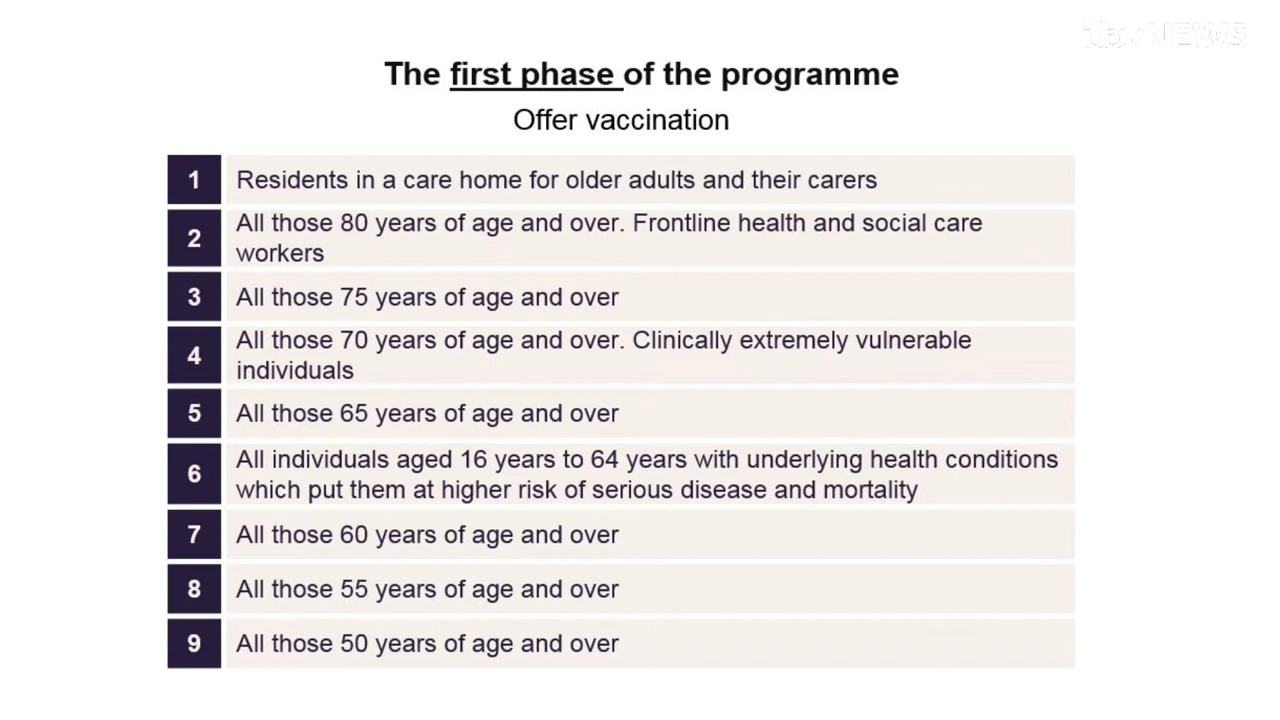 itv NEWS
The first phase of the programme
Offer vaccination
1 Residents in a care home for older adults and their carers
2 All those 80 years of age and over. Frontline health and social care
workers
3 All those 75 years of age and over
4 All those 70 years of age and over. Clinically extremely vulnerable
individuals
5 All those 65 years of age and over
6 All individuals aged 16 years to 64 years with underlying health conditions
which put them at higher risk of serious disease and mortality
7 All those 60 years of age and over
8 All those 55 years of age and over
9 All those 50 years of age and over